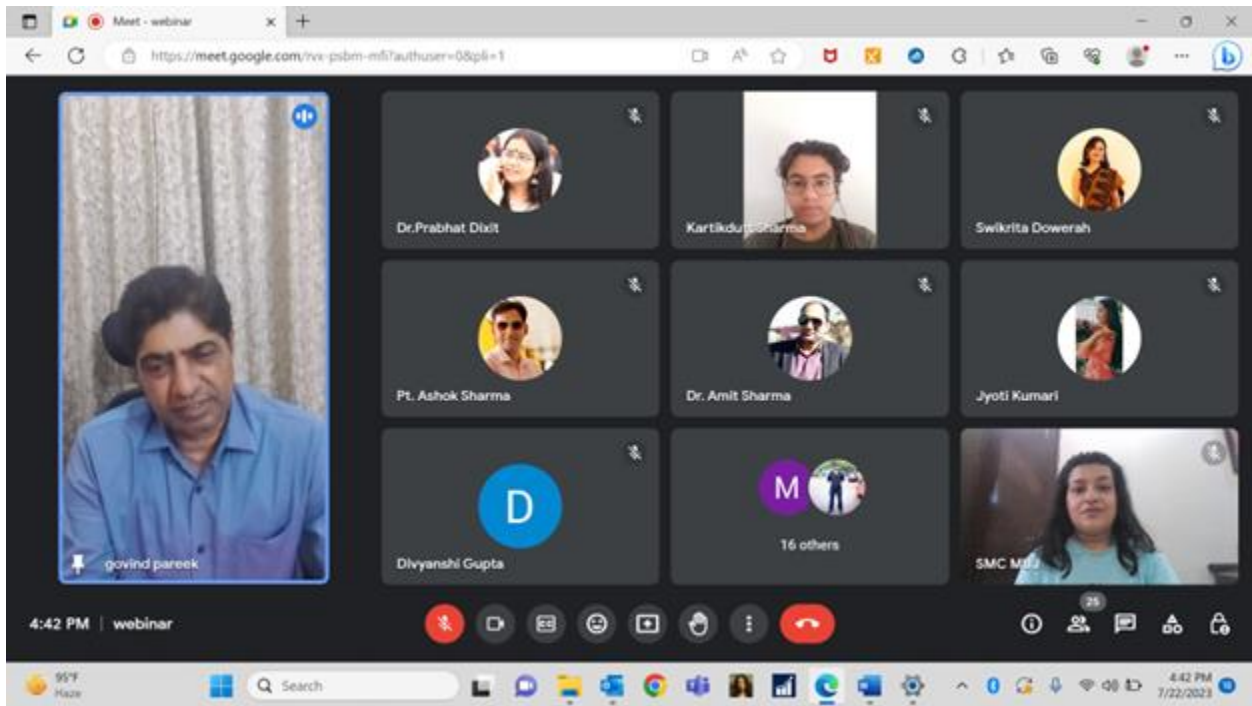 Meet - webinar
https://meet.google.com/rvx-psbm-mfi?authuser=0&pli=1
Dr.Prabhat Dixit
Kartikdutt Sharma
Swikrita Dowerah
Pt. Ashok Sharma
Dr. Amit Sharma
Jyoti Kumari
govind pareek
D
Divyanshi Gupta
M
16 others
SMC MUJ
4:42 PM | webinar
25
95°F
Haze
Search
4:42 PM
7/22/2023